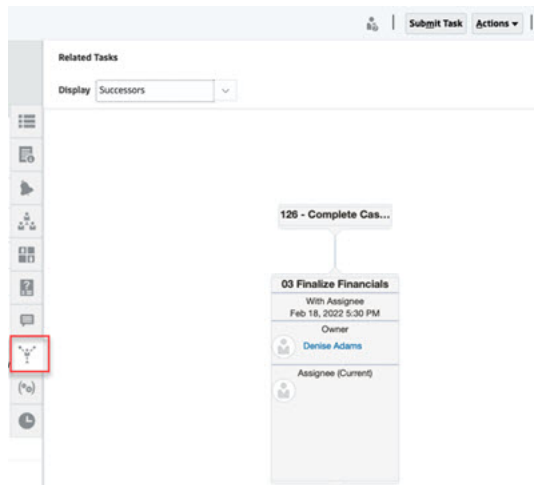 Submit Task Actions
Related Tasks
Display Successors
126 - Complete Cas...
03 Finalize Financials
With Assignee
Feb 18, 2022 5:30 PM
Owner
Denise Adams
Assignee (Current)